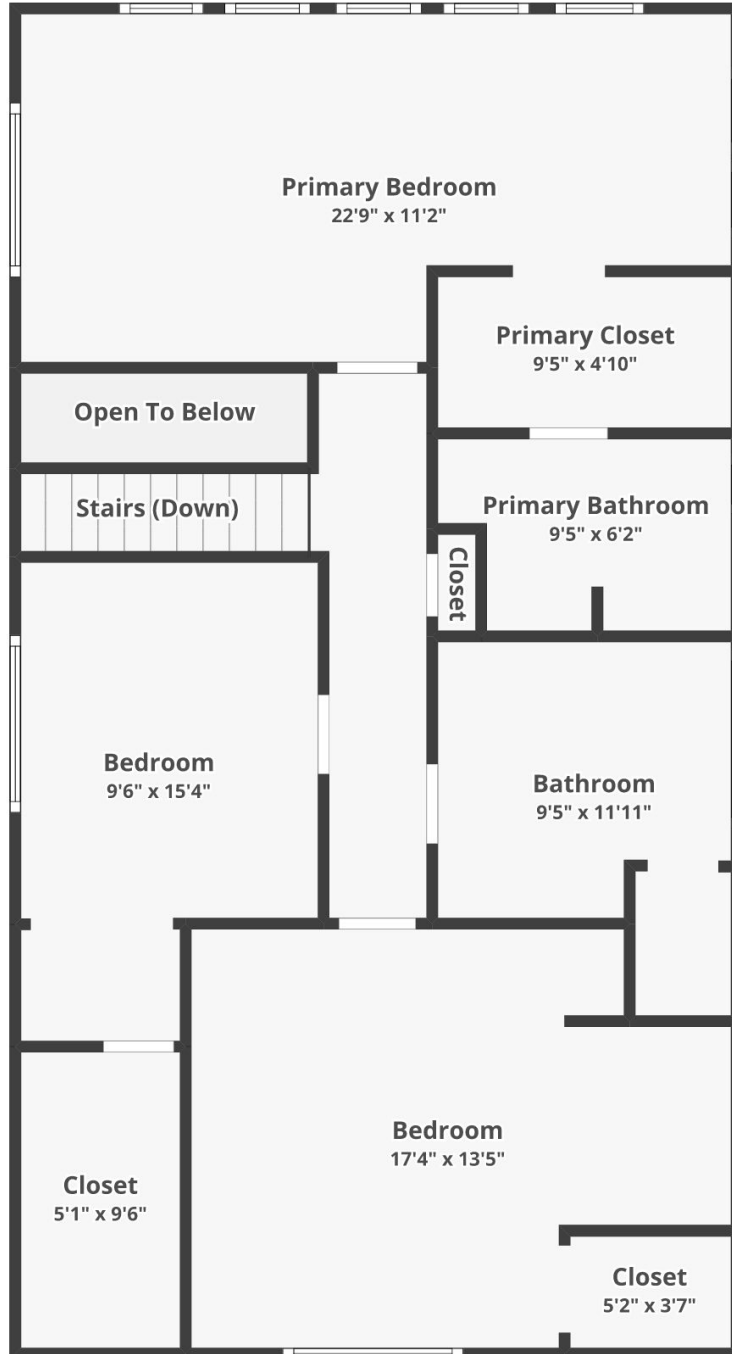 Primary Bedroom
22'9" x 11'2"
Primary Closet
9'5" x 4'10"
Open To Below
Stairs (Down)
Primary Bathroom
9'5" x 6'2"
Closet
Bedroom
9'6" x 15'4"
Bathroom
9'5" x 11'11"
Bedroom
17'4" x 13'5"
Closet
5'1" x 9'6"
Closet
5'2" x 3'7"